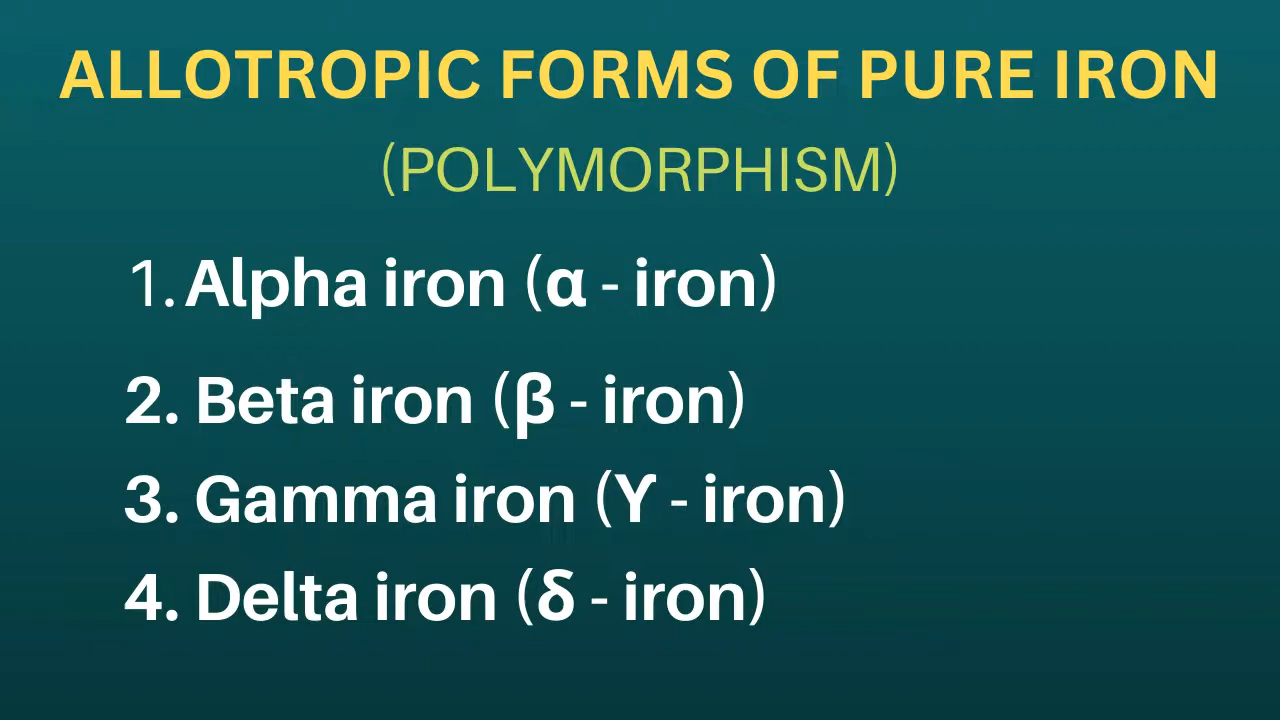 ALLOTROPIC FORMS OF PURE IRON
(POLYMORPHISM)
1. Alpha iron (α - iron)
2. Beta iron (β - iron)
3. Gamma iron (Y - iron)
4. Delta iron (δ - iron)